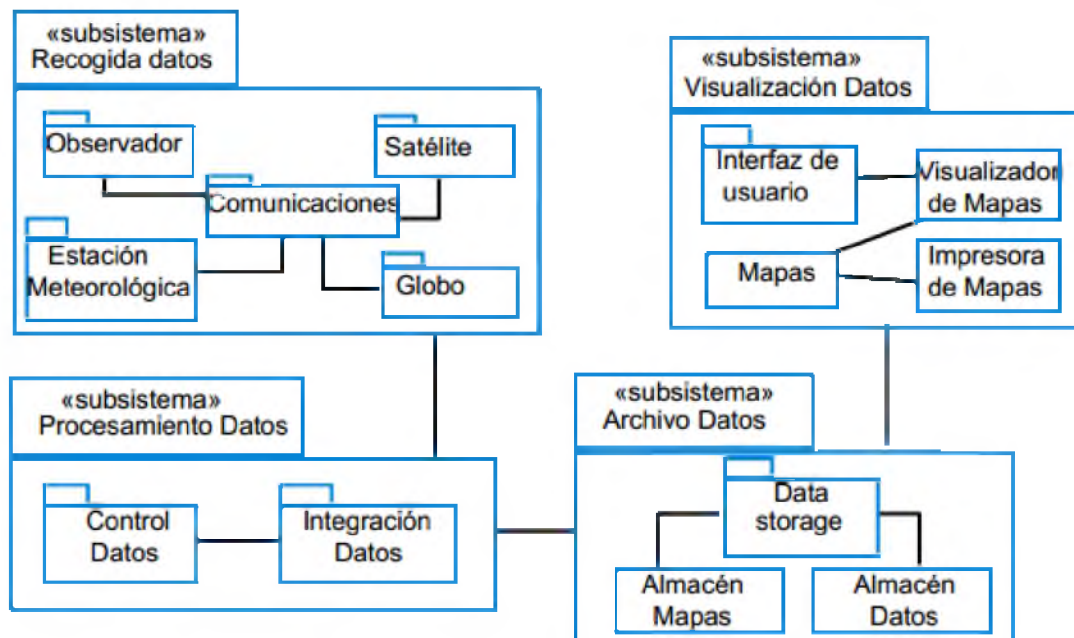 «subsistema»
Recogida datos
Observador
Satélite
Comunicaciones
Estación
Meteorológica
Globo
«subsistema»
Visualización Datos
Interfaz de
usuario
Visualizador
de Mapas
Mapas
Impresora
de Mapas
«subsistema»
Procesamiento Datos
Control
Datos
Integración
Datos
«subsistema»
Archivo Datos
Data
storage
Almacén
Mapas
Almacén
Datos